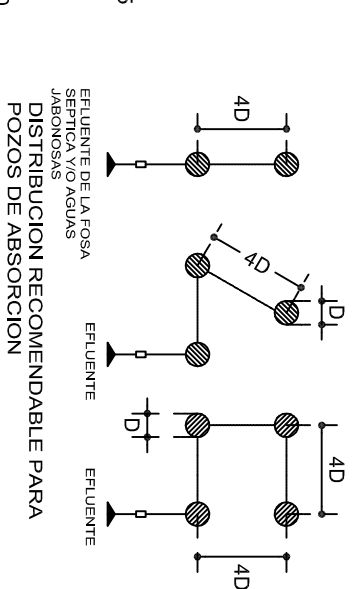 4D
4D
D
D
4D
4D
EFLUENTE DE LA FOSA
SEPTICA Y/O AGUAS
JABONOSAS
EFLUENTE
EFLUENTE
DISTRIBUCION RECOMENDABLE PARA
POZOS DE ABSORCION